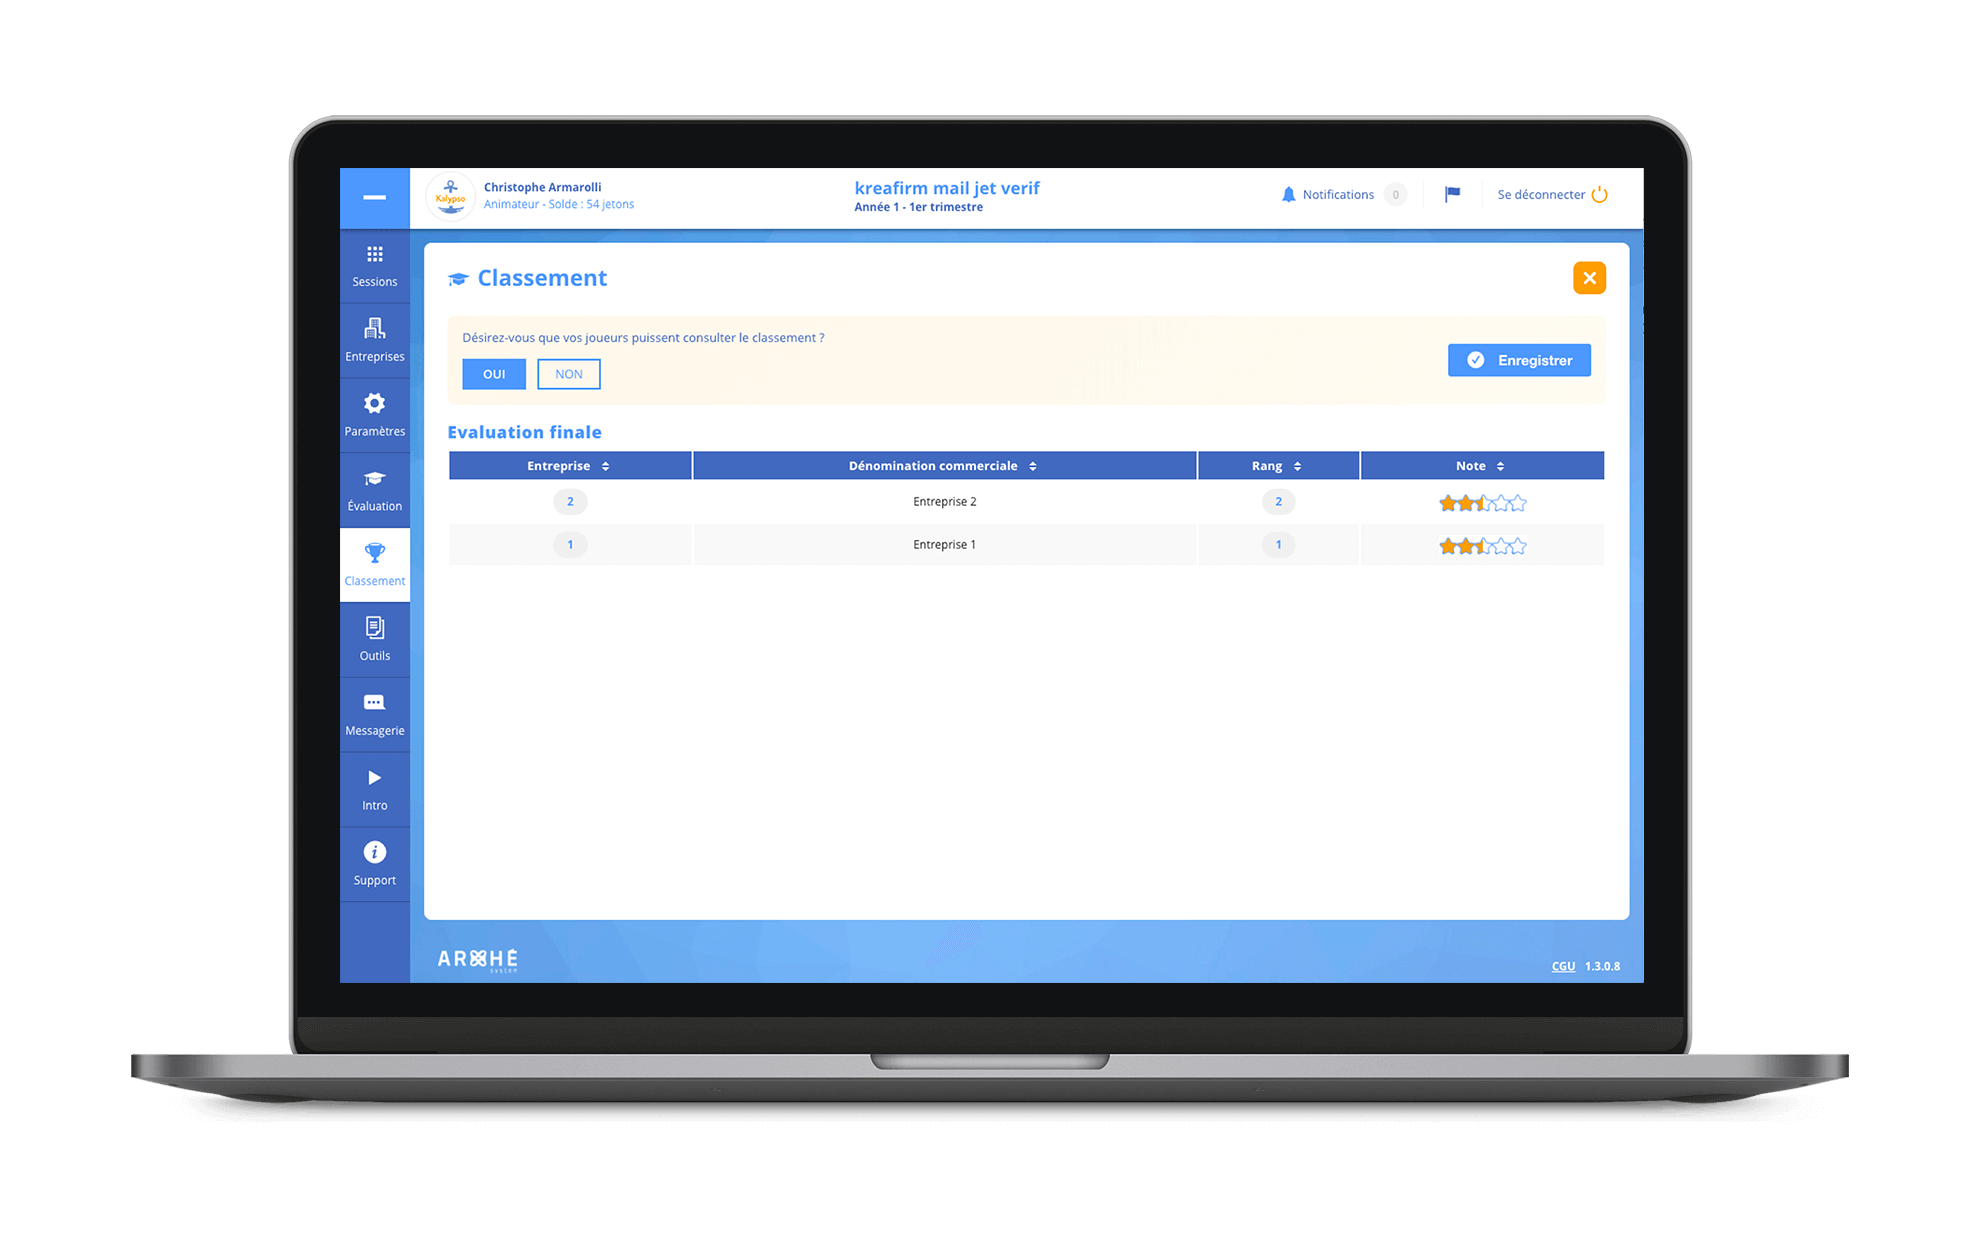 Kalypso
Christophe Armarolli
Animateur - Solde : 54 jetons
kreafirm mail jet verif
Année 1 - 1er trimestre
Notifications 0
Se déconnecter
Sessions
Entreprises
Paramètres
Évaluation
Classement
Outils
Messagerie
Intro
Support
Classement
Désirez-vous que vos joueurs puissent consulter le classement ?
OUI NON
Enregistrer
Evaluation finale
Entreprise Dénomination commerciale Rang Note
2 Entreprise 2 2
1 Entreprise 1 1
ARKHÉ
system
CGU 1.3.0.8